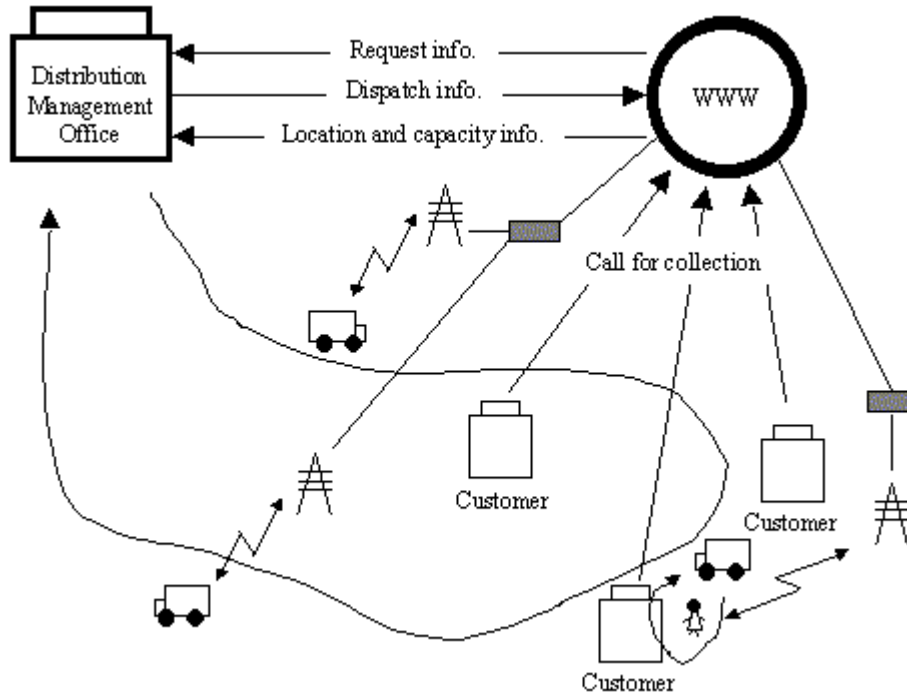 Request info.
Distribution
Management
Office
Dispatch info.
WWW
Location and capacity info.
Call for collection
Customer
Customer
Customer